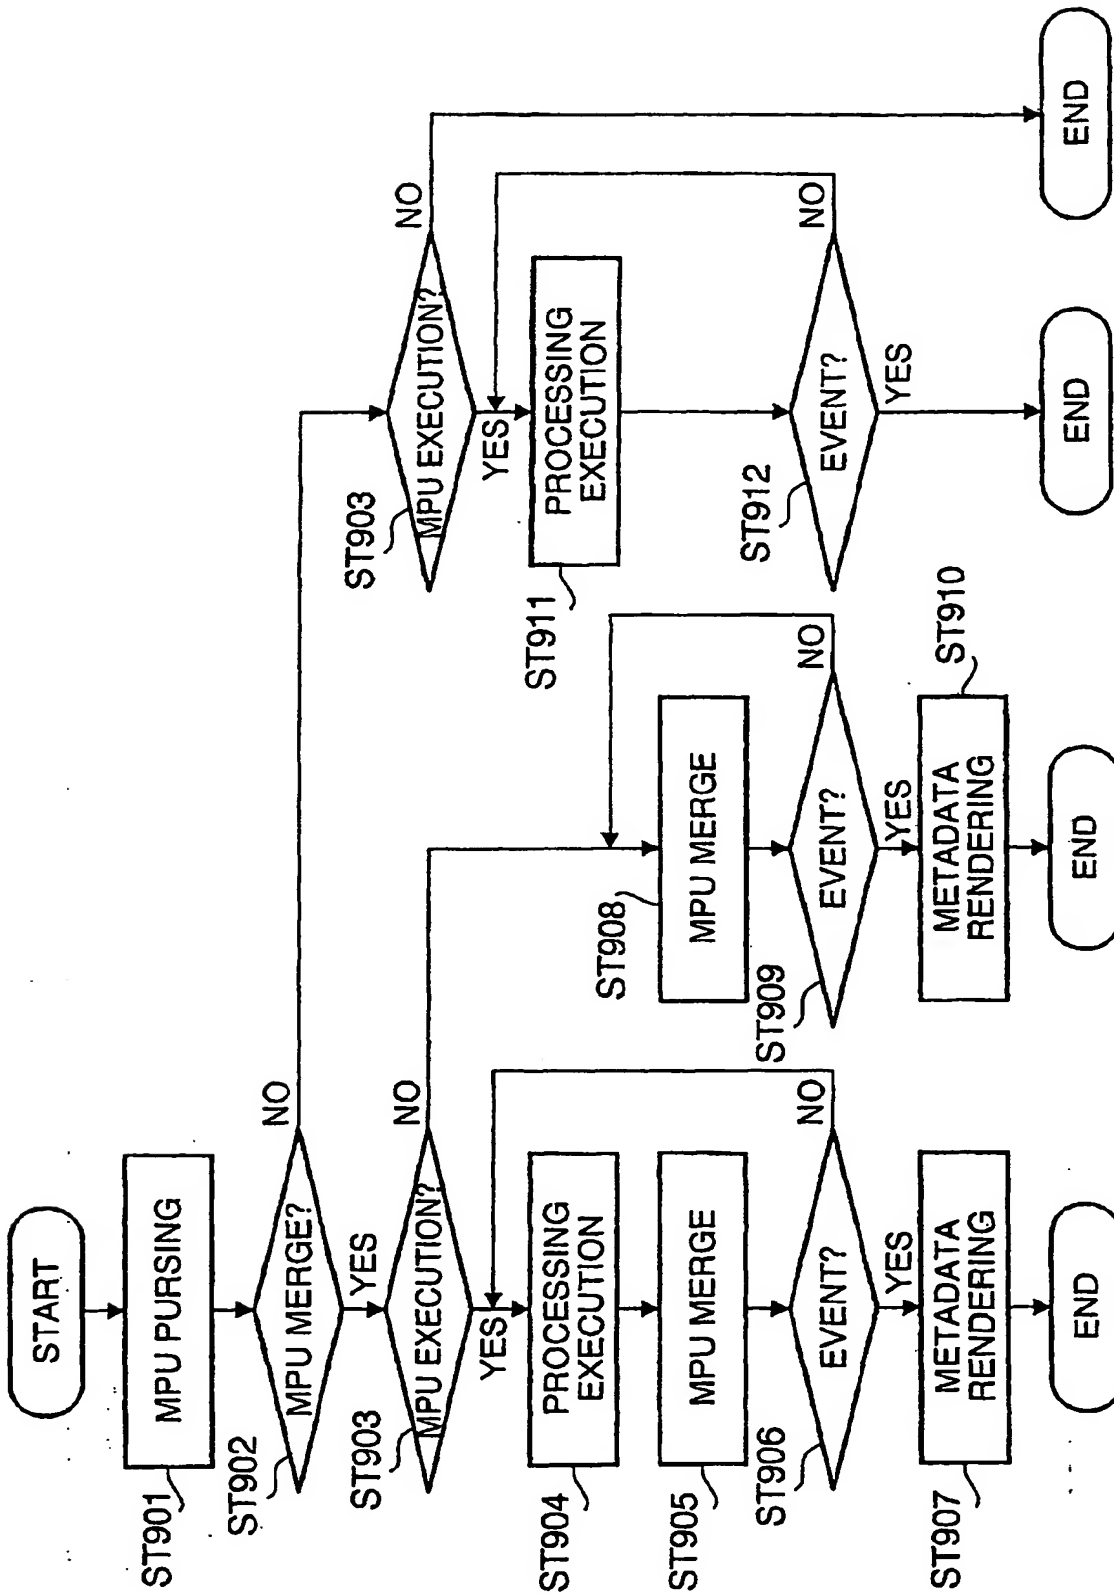 START
MPU PURSING
ST901
MPU MERGE?
ST902
NO
YES
MPU EXECUTION?
ST903
NO
YES
PROCESSING
EXECUTION
ST904
MPU MERGE
ST905
EVENT?
ST906
NO
YES
METADATA
RENDERING
ST907
END
MPU MERGE
ST908
EVENT?
ST909
NO
YES
METADATA
RENDERING
ST910
END
MPU EXECUTION?
ST903
NO
YES
PROCESSING
EXECUTION
ST911
EVENT?
ST912
NO
YES
END
END